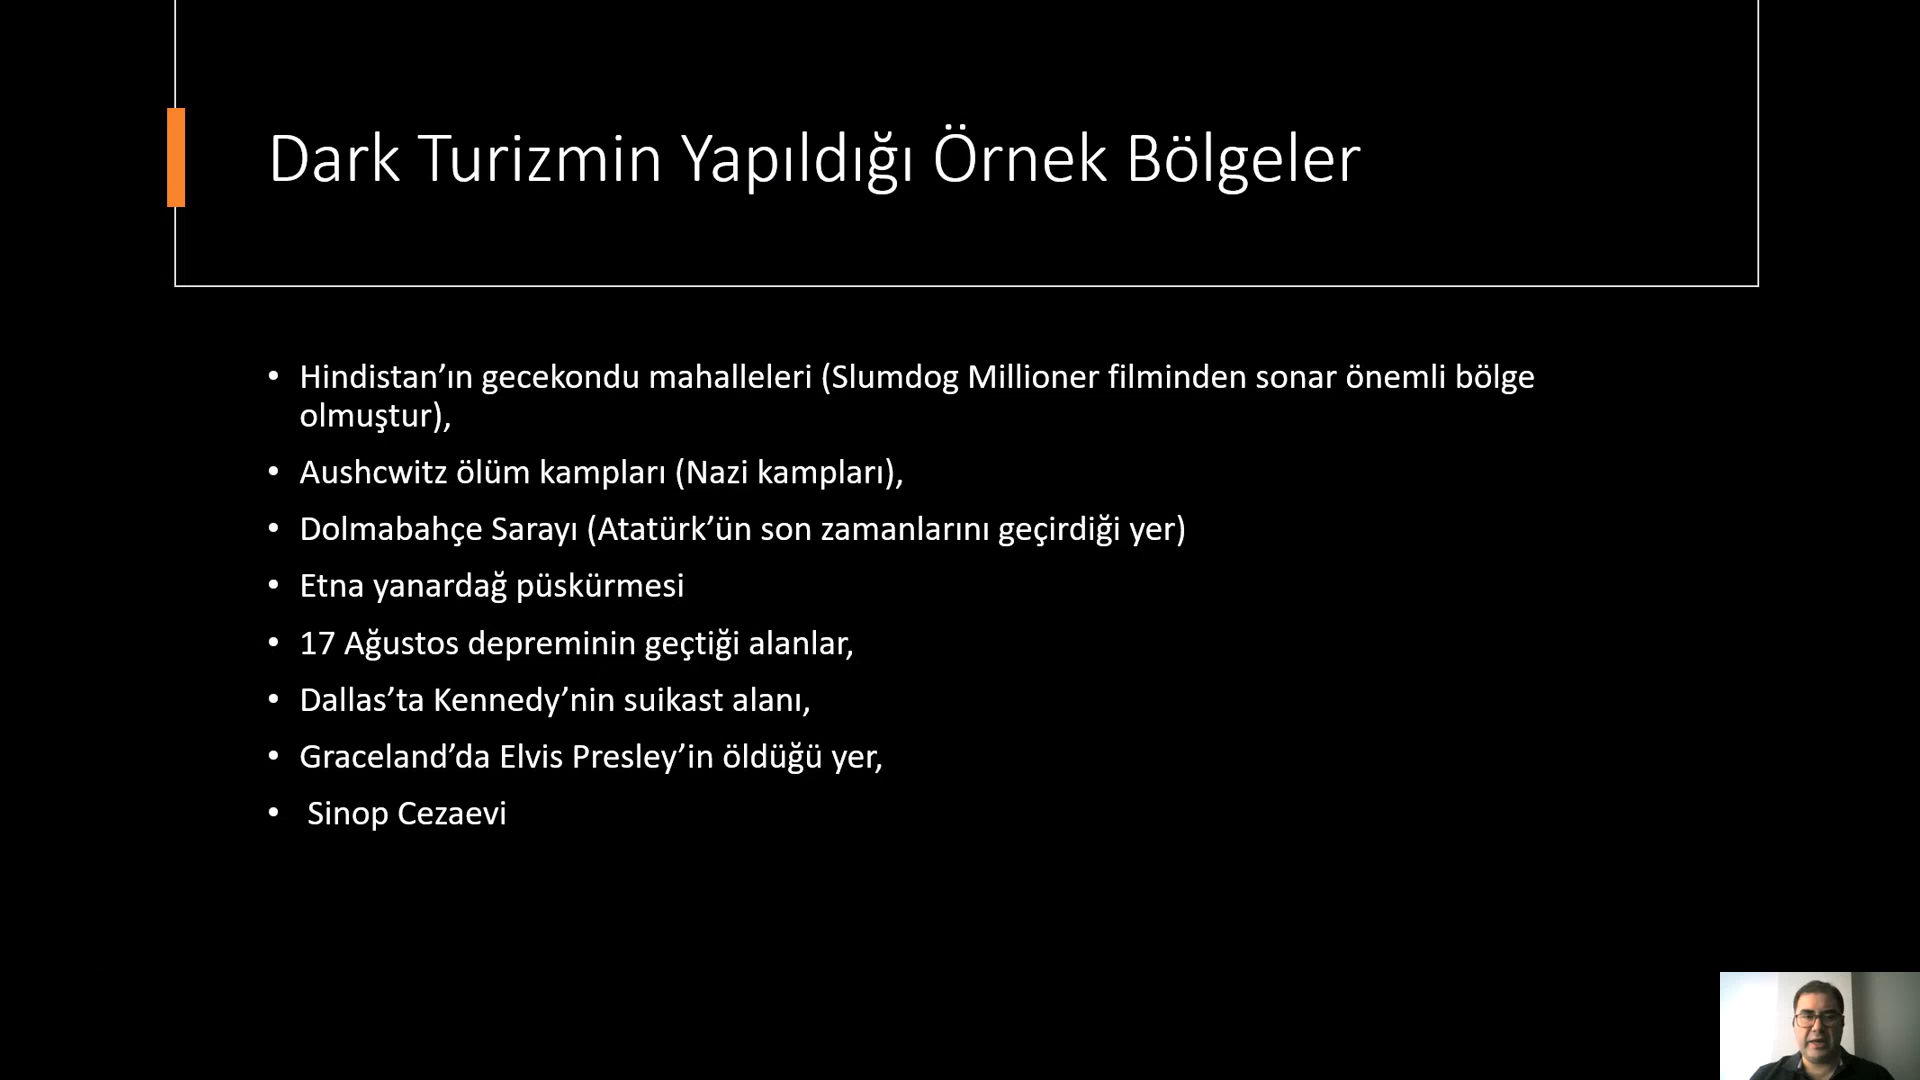 Dark Turizmin Yapıldığı Örnek Bölgeler
• Hindistan’ın gecekondu mahalleleri (Slumdog Millioner filminden sonar önemli bölge
olmuştur),
• Aushcwitz ölüm kampları (Nazi kampları),
• Dolmabahçe Sarayı (Atatürk’ün son zamanlarını geçirdiği yer)
• Etna yanardağ püskürmesi
• 17 Ağustos depreminin geçtiği alanlar,
• Dallas’ta Kennedy’nin suikast alanı,
• Graceland’da Elvis Presley’in öldüğü yer,
• Sinop Cezaevi